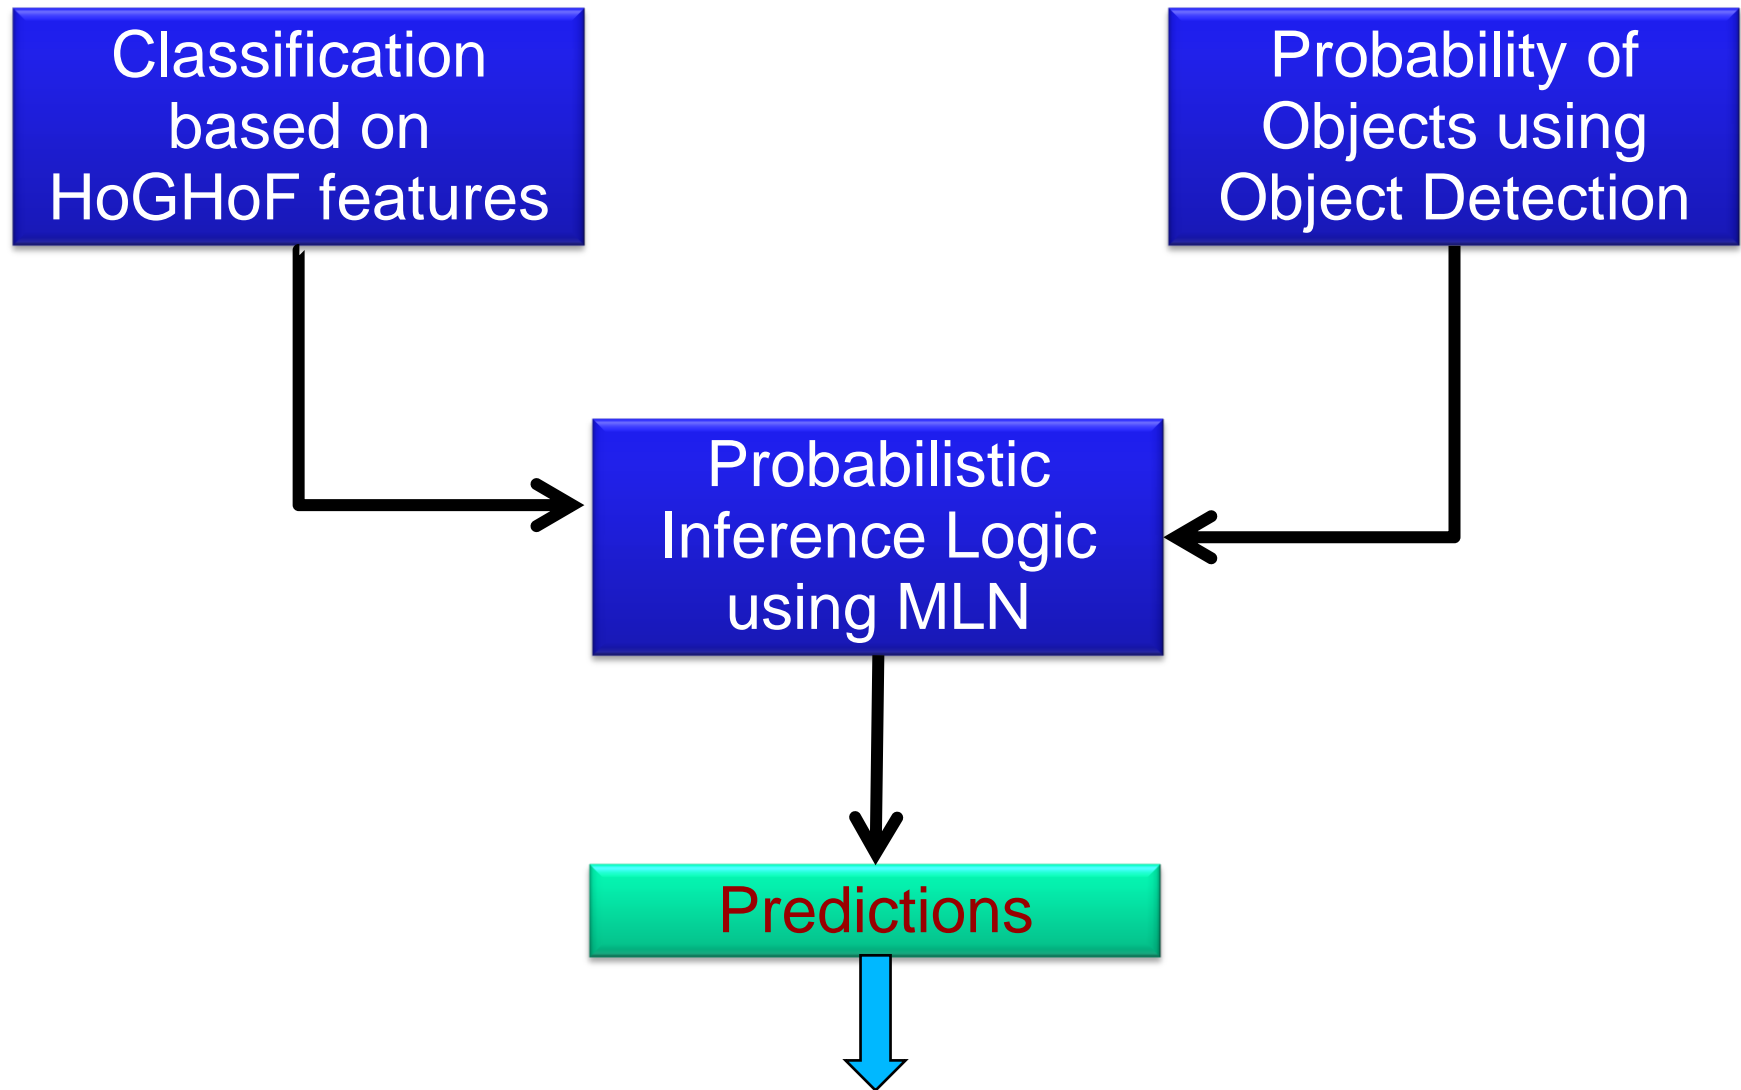 Classification
based on
HoGHoF features
Probability of
Objects using
Object Detection
Probabilistic
Inference Logic
using MLN
Predictions